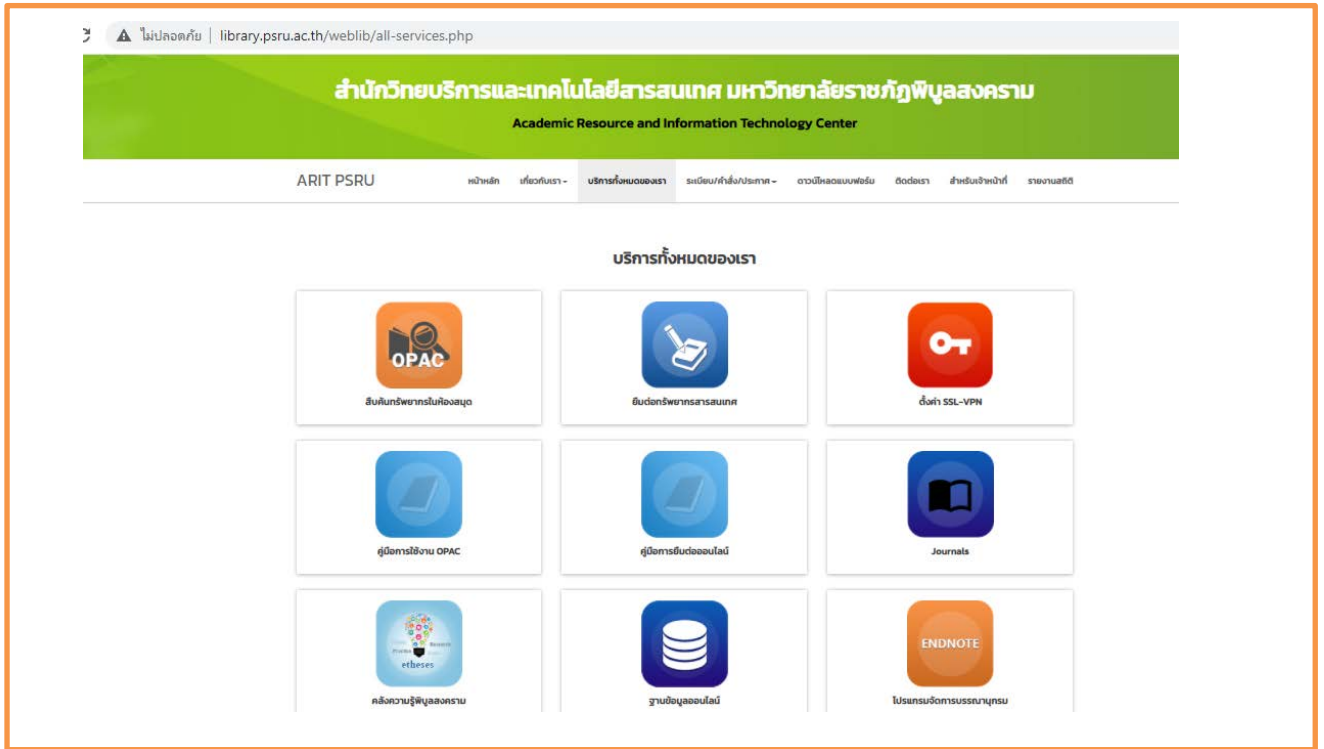 ไม่ปลอดภัย | library.psru.ac.th/weblib/all-services.php
สำนักวิทยบริการและเทคโนโลยีสารสนเทศ มหาวิทยาลัยราชภัฏพิบูลสงคราม
Academic Resource and Information Technology Center
ARIT PSRU หน้าหลัก เกี่ยวกับเรา บริการทั้งหมดของเรา ระเบียบ/คำสั่ง/ประกาศ ดาวน์โหลดแบบฟอร์ม ติดต่อเรา สำหรับเจ้าหน้าที่ รายงานสถิติ
บริการทั้งหมดของเรา
OPAC
สืบค้นทรัพยากรในห้องสมุด ยืมต่อทรัพยากรสารสนเทศ ตั้งค่า SSL-VPN
คู่มือการใช้งาน OPAC คู่มือการยืมต่อออนไลน์ Journals
etheses ENDNOTE
คลังความรู้พิบูลสงคราม ฐานข้อมูลออนไลน์ โปรแกรมจัดการบรรณานุกรม